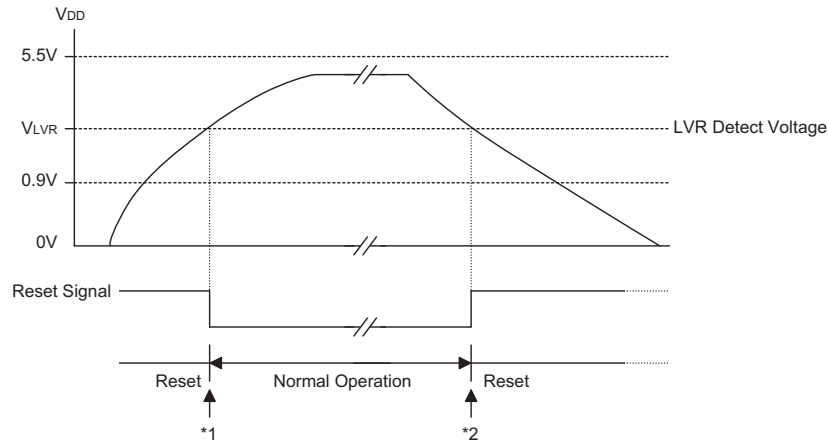 VDD
5.5V
VLVR
LVR Detect Voltage
0.9V
0V
Reset Signal
Reset
Normal Operation
Reset
*1
*2